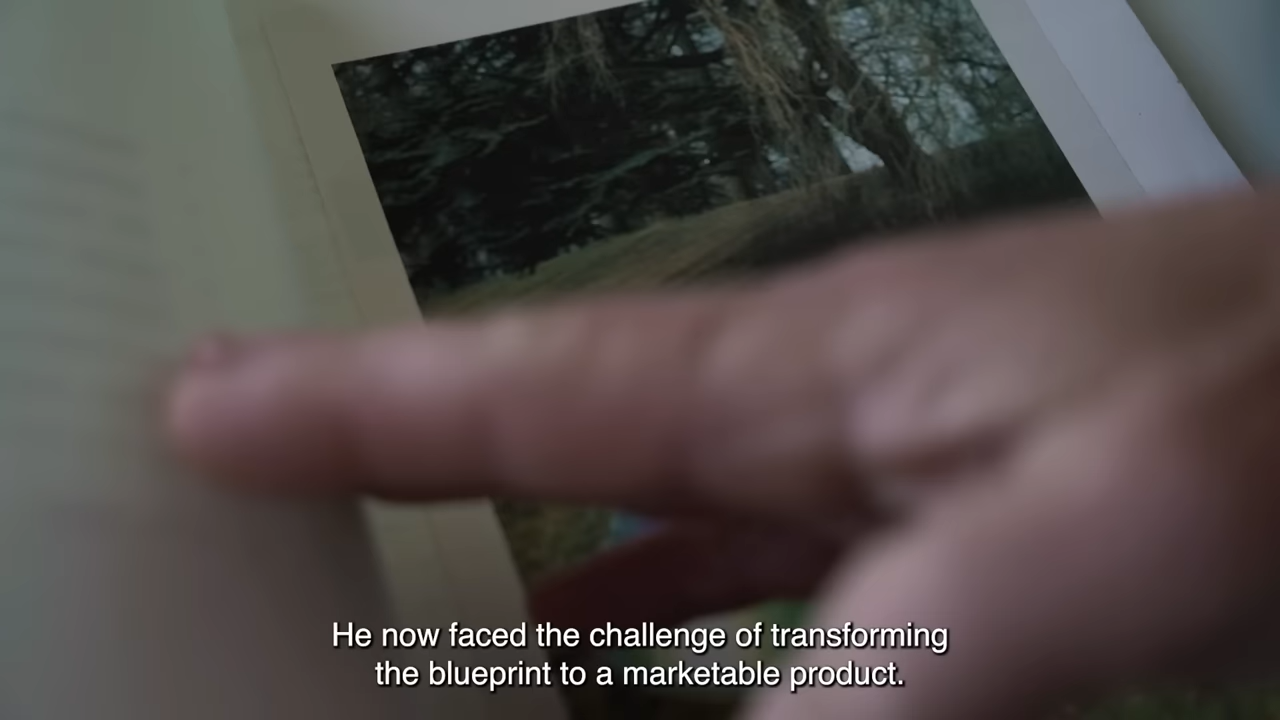 He now faced the challenge of transforming
the blueprint to a marketable product.